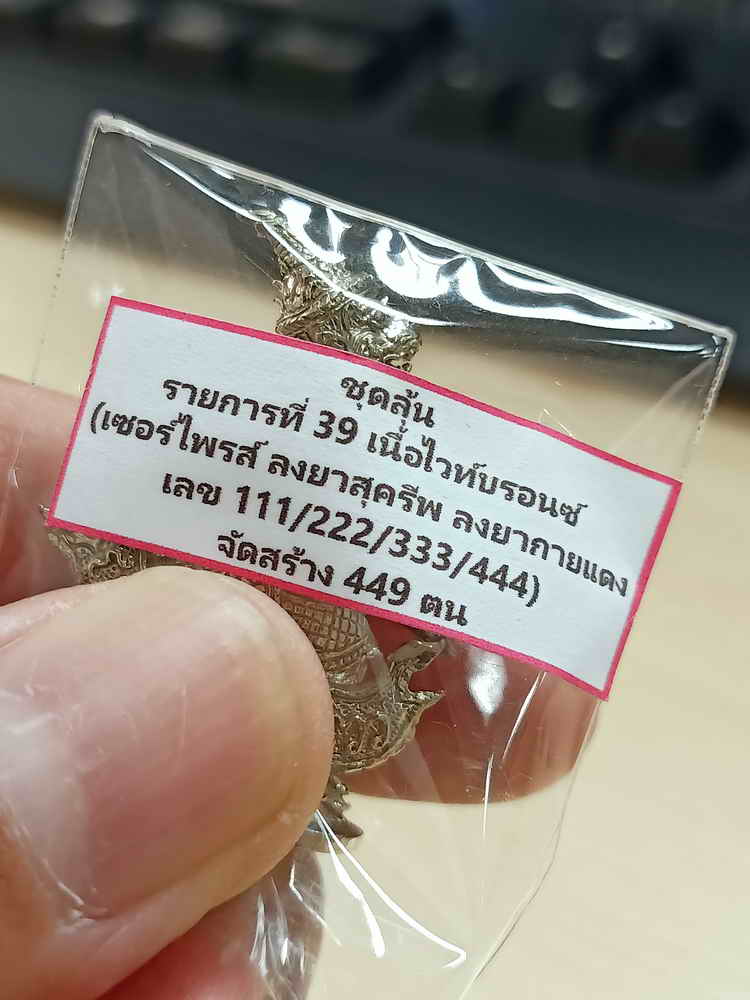 ชุดลุ้น
รายการที่ 39 เนื้อไวท์บรอนซ์
(เซอร์ไพรส์ ลงยาสุครีพ ลงยากายแดง
เลข 111/222/333/444)
จัดสร้าง 449 ตน